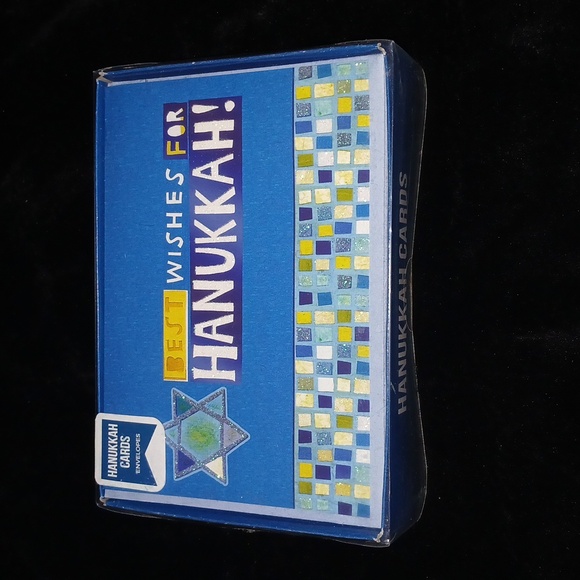 BEST WISHES FOR
HANUKKAH!
HANUKKAH
CARDS
ENVELOPES
HANUKKAH CARDS